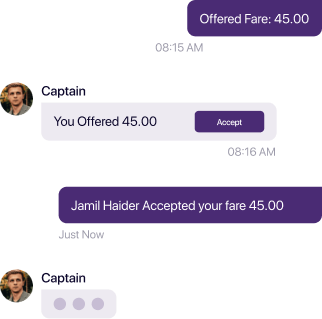 Offered Fare: 45.00
08:15 AM
Captain
You Offered 45.00
Accept
08:16 AM
Jamil Haider Accepted your fare 45.00
Just Now
Captain